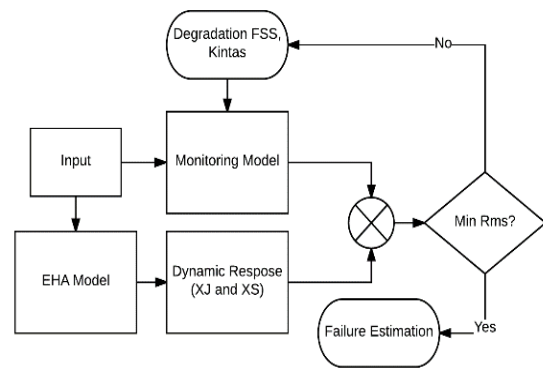 Degradation FSS,
Kintas
No
Input
Monitoring Model
Min Rms?
EHA Model
Dynamic Respose
(XJ and XS)
Failure Estimation
Yes